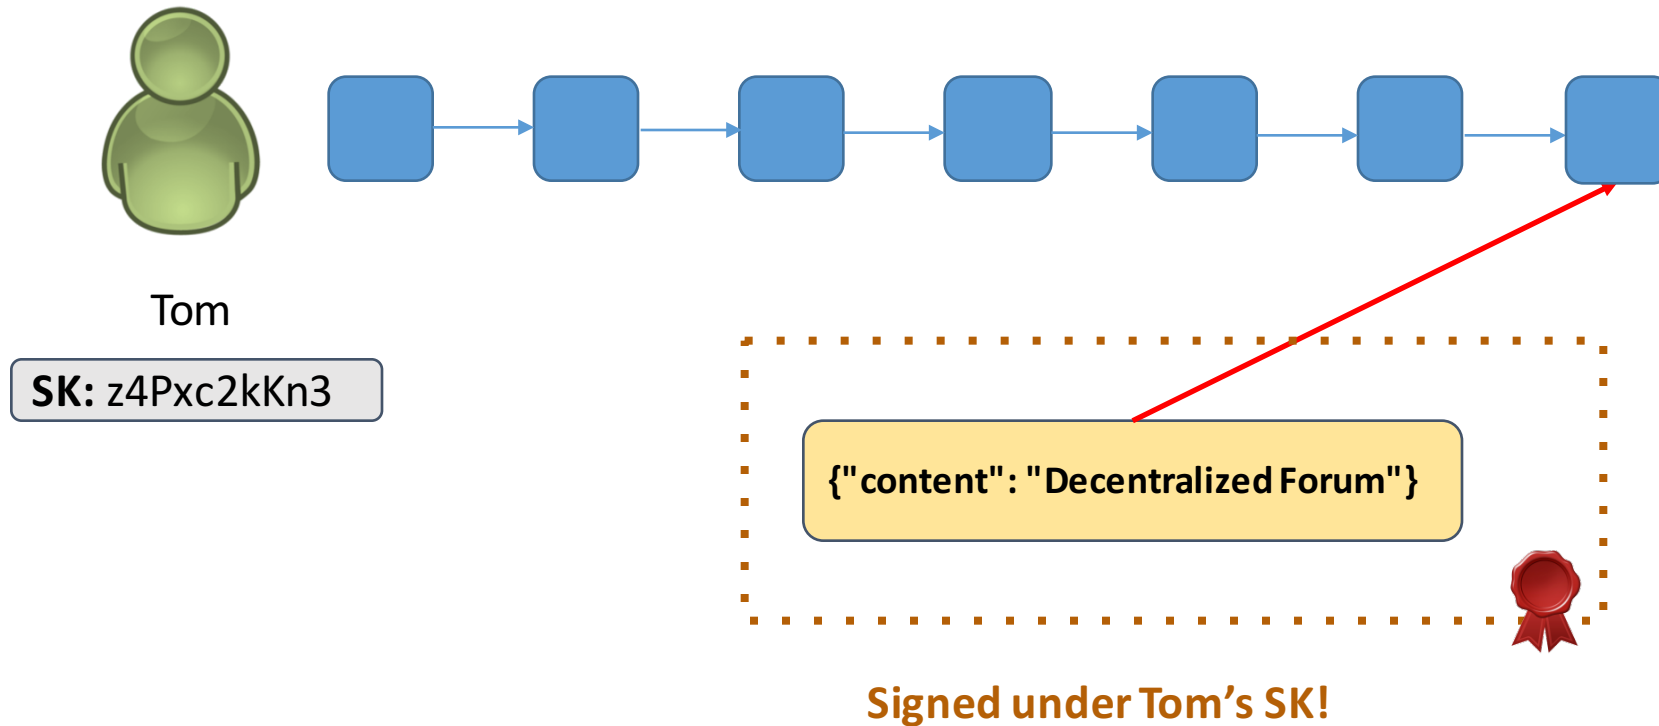 Tom
SK: z4Pxc2kKn3
{"content": "Decentralized Forum"}
Signed under Tom’s SK!